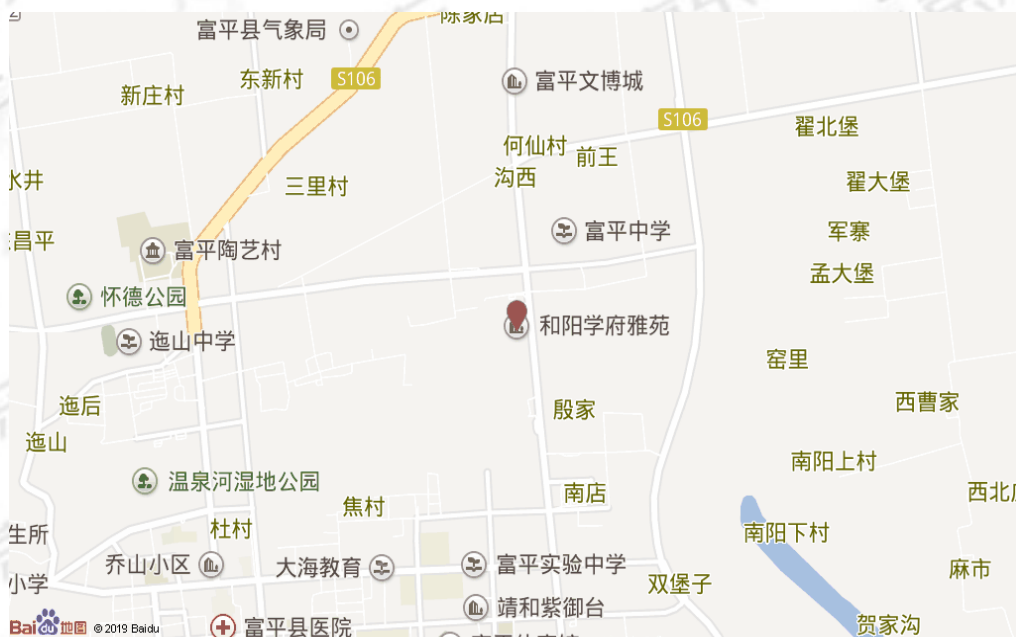 陈家店
富平县气象局
东新村
S106
富平文博城
新庄村
S106
翟北堡
何仙村
前王
水井
沟西
三里村
翟大堡
昌平
富平中学
军寨
富平陶艺村
孟大堡
怀德公园
迤山中学
和阳学府雅苑
窑里
迤后
殷家
西曹家
迤山
南阳上村
温泉河湿地公园
焦村
南店
西北
生所
杜村
南阳下村
乔山小区
大海教育
富平实验中学
麻市
小学
双堡子
靖和紫御台
贺家沟
Bai du 地图 © 2019 Baidu
富平县医院